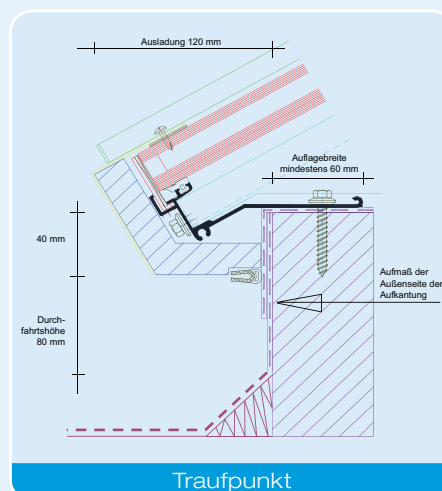 Ausladung 120 mm
Auflagebreite
mindestens 60 mm
40 mm
Aufmaß der
Außenseite der
Aufkantung
Durch-
fahrtshöhe
80 mm
Traufpunkt